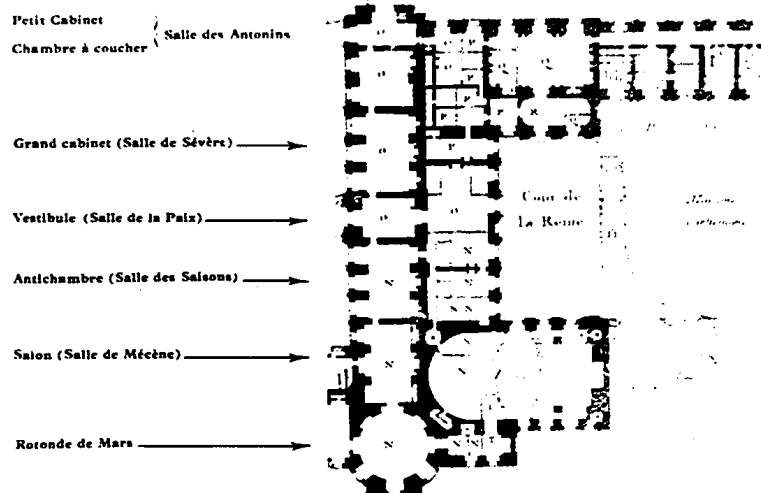 Petit Cabinet
Chambre à coucher
Salle des Antonins
Grand cabinet (Salle de Sévère)
Vestibule (Salle de la Paix)
Cour de
La Reine
Antichambre (Salle des Saisons)
Salon (Salle de Mécène)
Rotonde de Mars